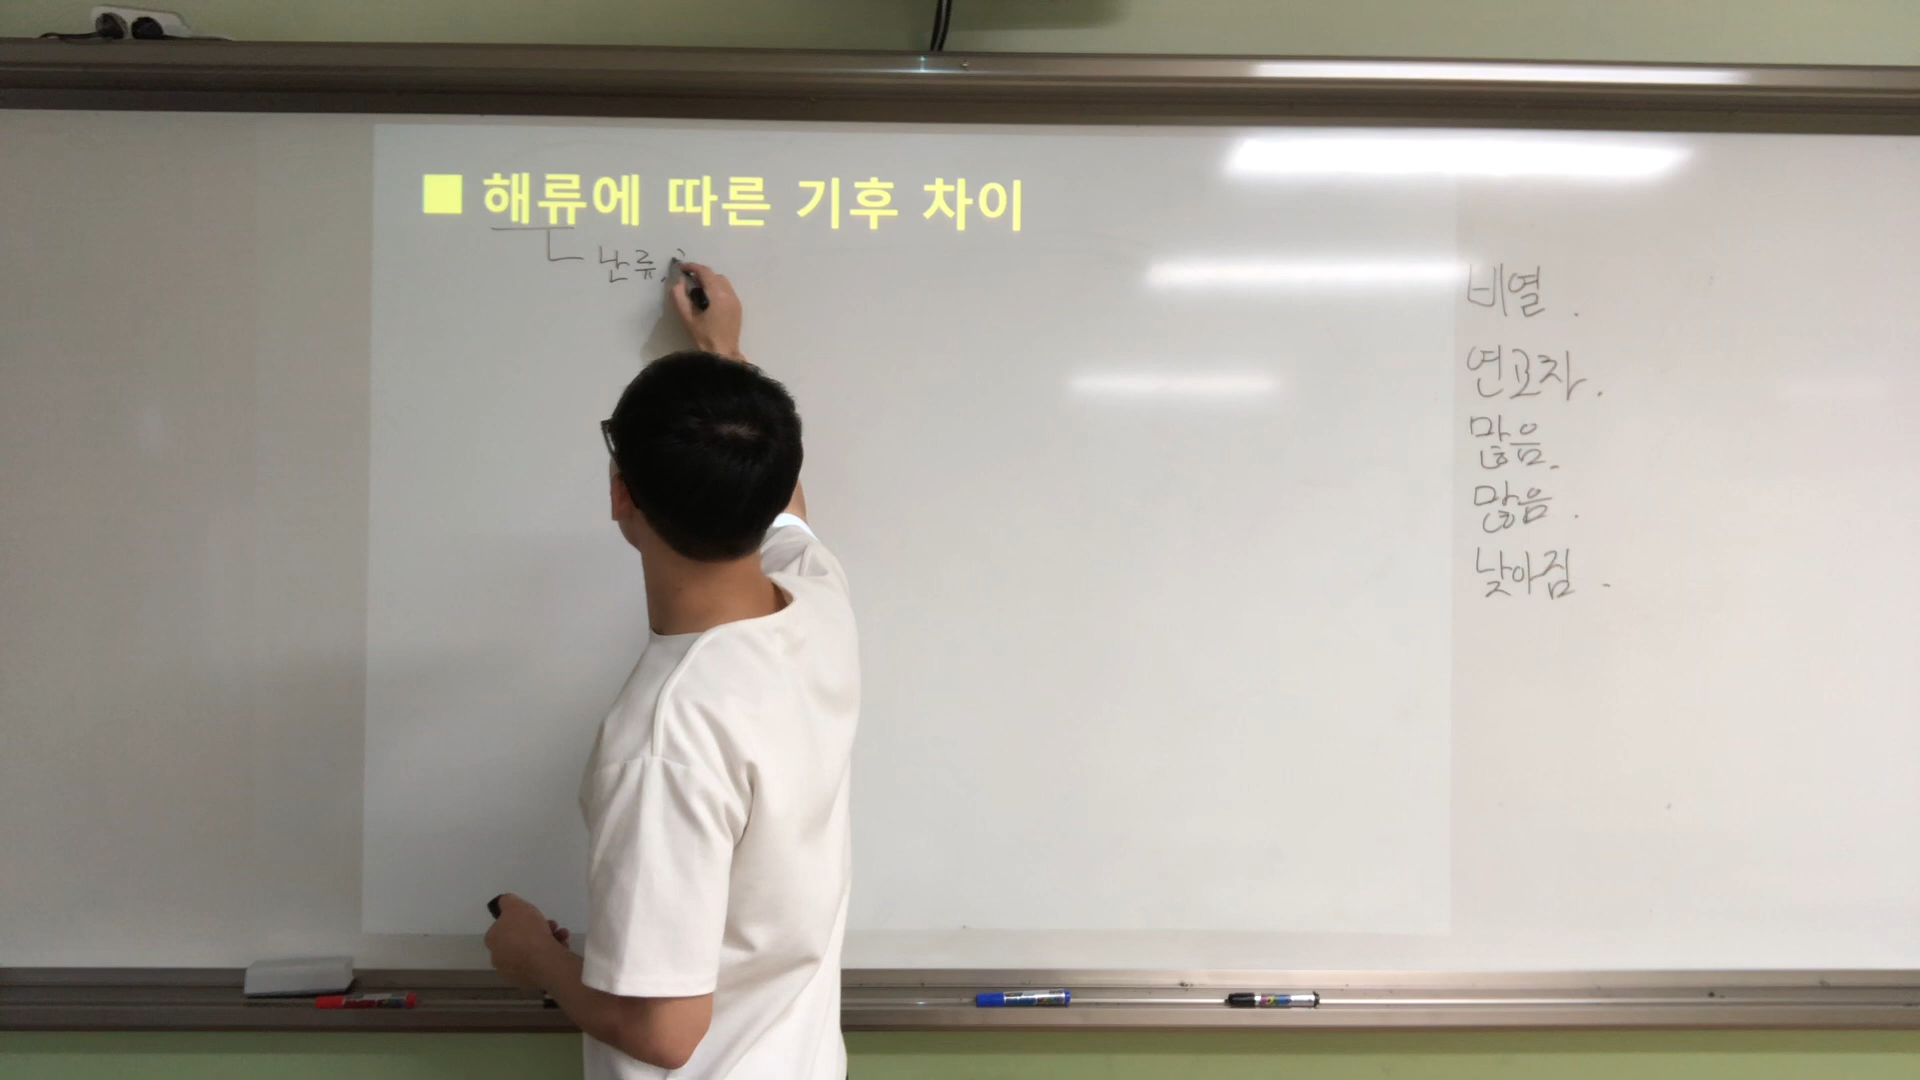 ■ 해류에 따른 기후 차이
난류,
비열.
연교차.
많음.
많음.
낮아짐.